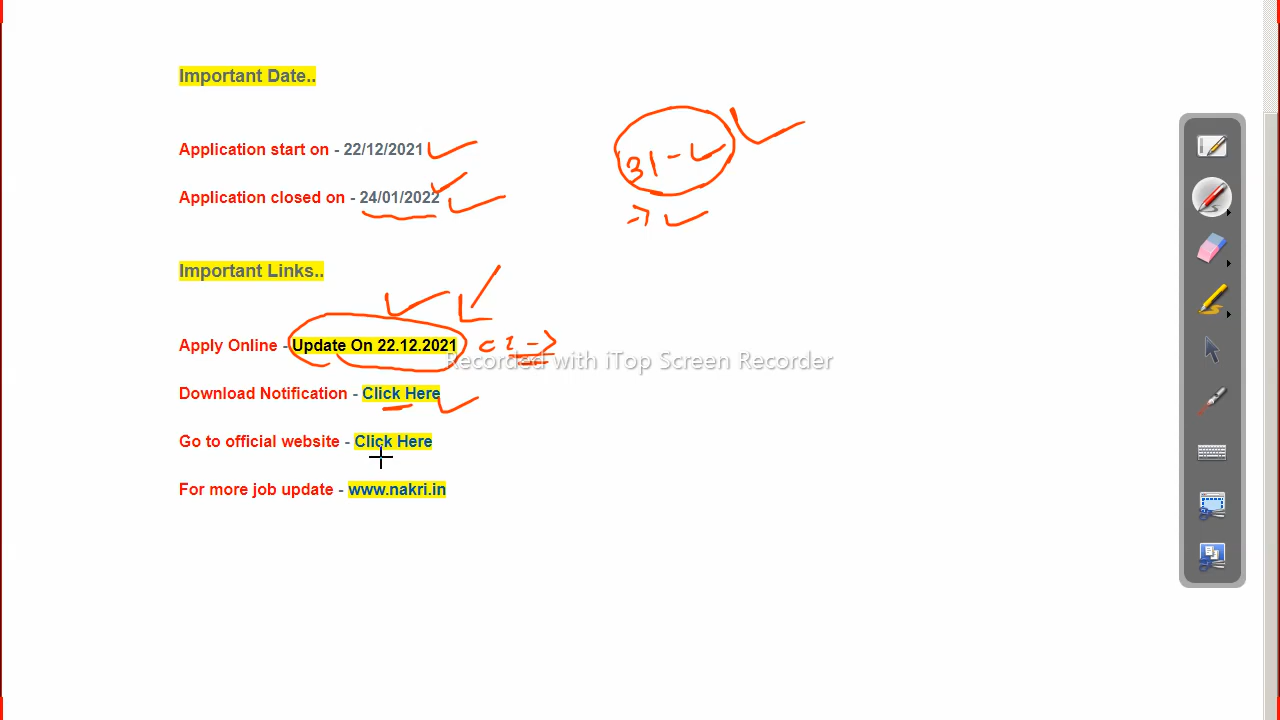 Important Date..
Application start on - 22/12/2021
31 -
Application closed on - 24/01/2022
Important Links..
Apply Online - Update On 22.12.2021
Recorded with iTop Screen Recorder
Download Notification - Click Here
Go to official website - Click Here
For more job update - www.nakri.in